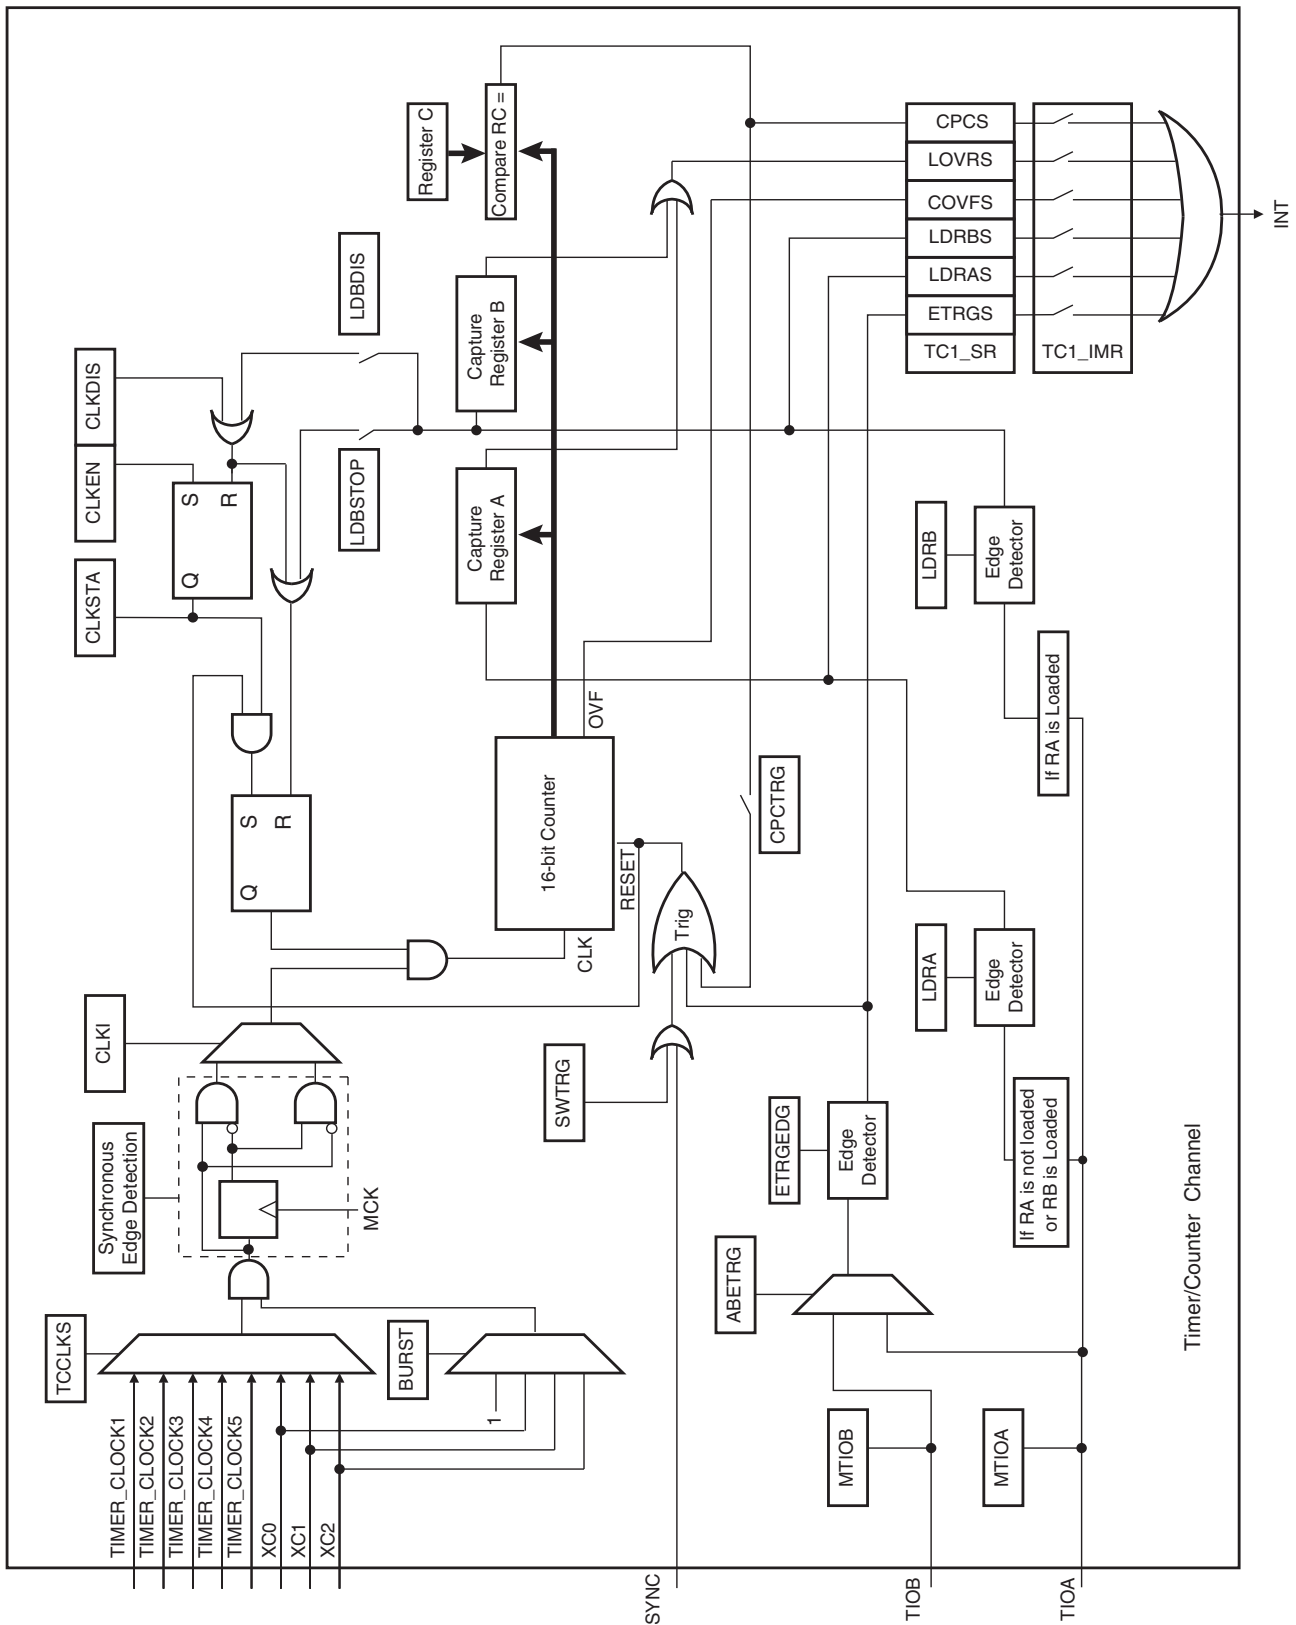 TCCLKS
TIMER_CLOCK1
TIMER_CLOCK2
TIMER_CLOCK3
TIMER_CLOCK4
TIMER_CLOCK5
XC0
XC1
XC2
BURST
1
Synchronous
Edge Detection
MCK
CLKI
CLKSTA
CLKEN
CLKDIS
Q
S
R
Q
S
R
LDBSTOP
LDBDIS
SYNC
SWTRG
Trig
CLK
RESET
16-bit Counter
OVF
Capture
Register A
Capture
Register B
Register C
Compare RC =
CPCTRG
TIOB
MTIOB
TIOA
MTIOA
ABETRG
ETRGEDG
Edge
Detector
If RA is not loaded
or RB is Loaded
LDRA
Edge
Detector
If RA is Loaded
LDRB
Edge
Detector
CPCS
LOVRS
COVFS
LDRBS
LDRAS
ETRGS
TC1_SR
TC1_IMR
INT
Timer/Counter Channel